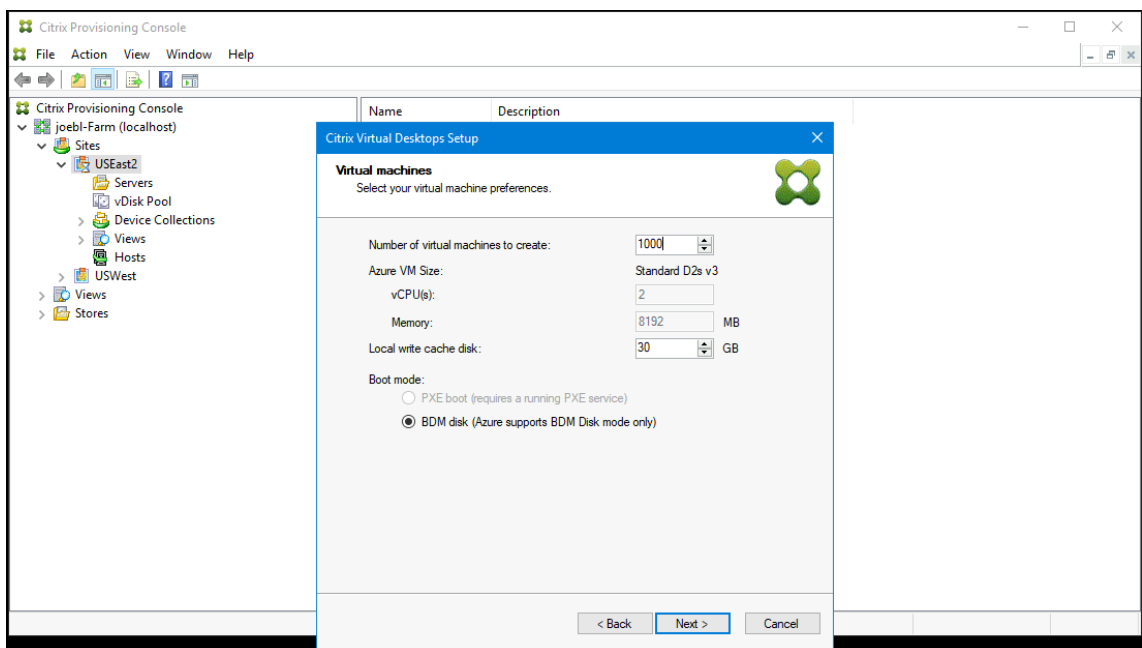 Citrix Provisioning Console
File Action View Window Help
Citrix Provisioning Console
joebl-Farm (localhost)
Sites
USEast2
Servers
vDisk Pool
Device Collections
Views
Hosts
USWest
Views
Stores
Name Description
Citrix Virtual Desktops Setup
Virtual machines
Select your virtual machine preferences.
Number of virtual machines to create: 1000
Azure VM Size: Standard D2s v3
vCPU(s): 2
Memory: 8192 MB
Local write cache disk: 30 GB
Boot mode:
PXE boot (requires a running PXE service)
BDM disk (Azure supports BDM Disk mode only)
< Back Next > Cancel